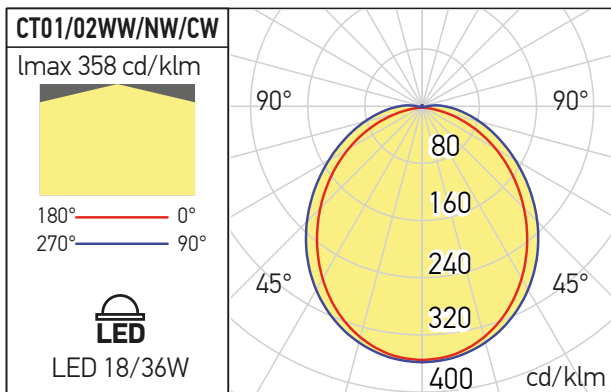 CT01/02WW/NW/CW
lmax 358 cd/klm
180° 0°
270° 90°
LED
LED 18/36W
90° 90°
80
160
240
45° 45°
320
400 cd/klm